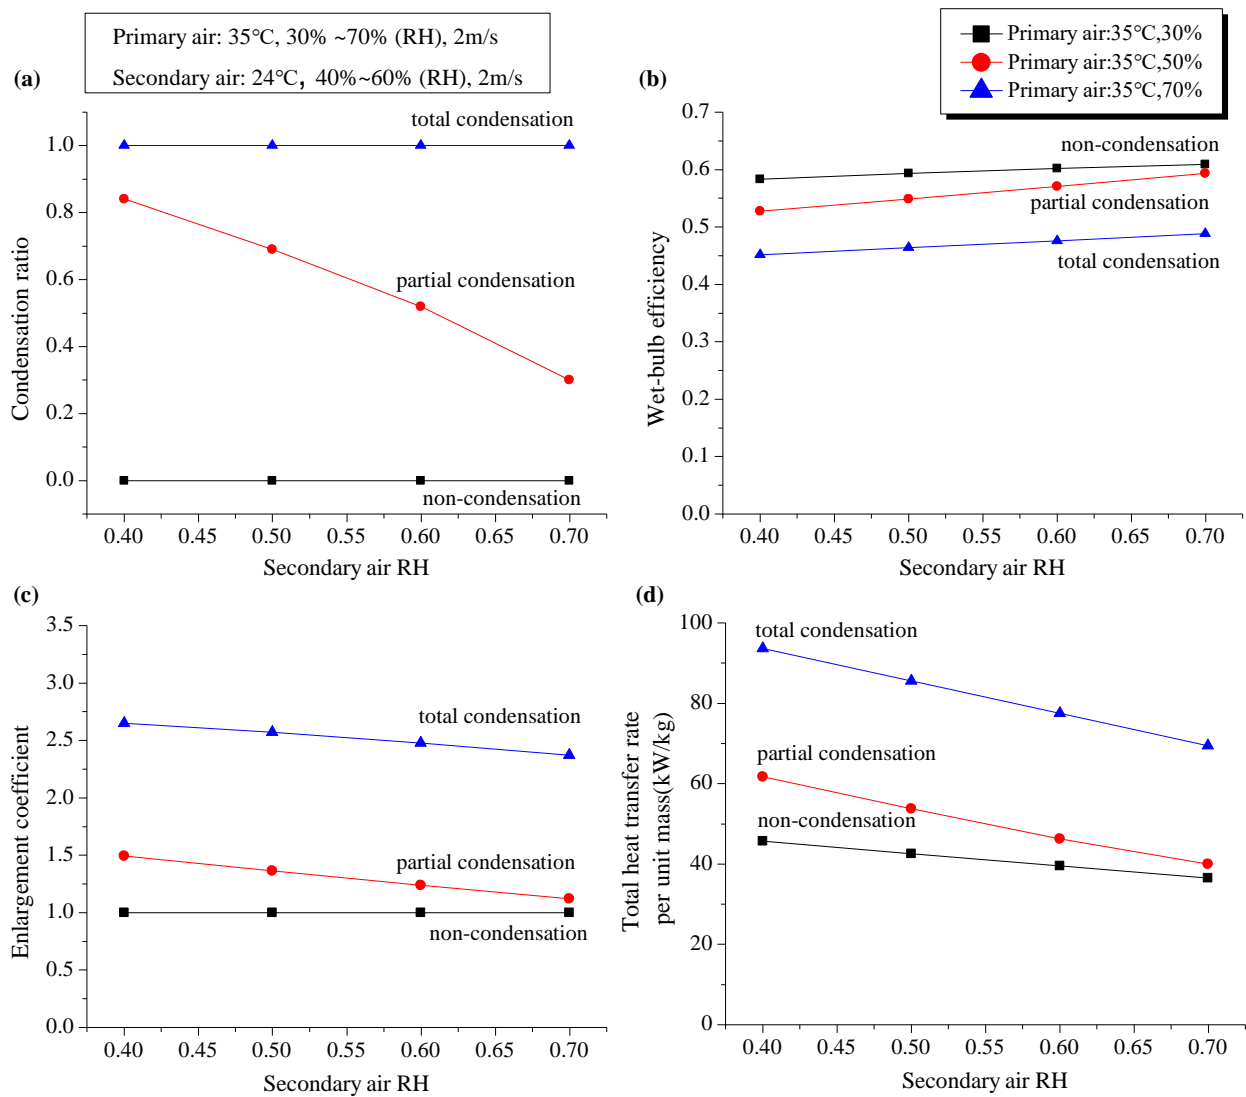 Primary air: 35℃, 30% ~70% (RH), 2m/s
Secondary air: 24℃, 40%~60% (RH), 2m/s
Primary air:35℃,30%
Primary air:35℃,50%
Primary air:35℃,70%
(a)
total condensation
partial condensation
non-condensation
1.0
0.8
0.6
0.4
0.2
0.0
Condensation ratio
0.40 0.45 0.50 0.55 0.60 0.65 0.70
Secondary air RH
(b)
non-condensation
partial condensation
total condensation
0.7
0.6
0.5
0.4
0.3
0.2
0.1
0.0
Wet-bulb efficiency
0.40 0.45 0.50 0.55 0.60 0.65 0.70
Secondary air RH
(c)
total condensation
partial condensation
non-condensation
3.5
3.0
2.5
2.0
1.5
1.0
0.5
0.0
Enlargement coefficient
0.40 0.45 0.50 0.55 0.60 0.65 0.70
Secondary air RH
(d)
total condensation
partial condensation
non-condensation
100
80
60
40
20
0
Total heat transfer rate
per unit mass(kW/kg)
0.40 0.45 0.50 0.55 0.60 0.65 0.70
Secondary air RH